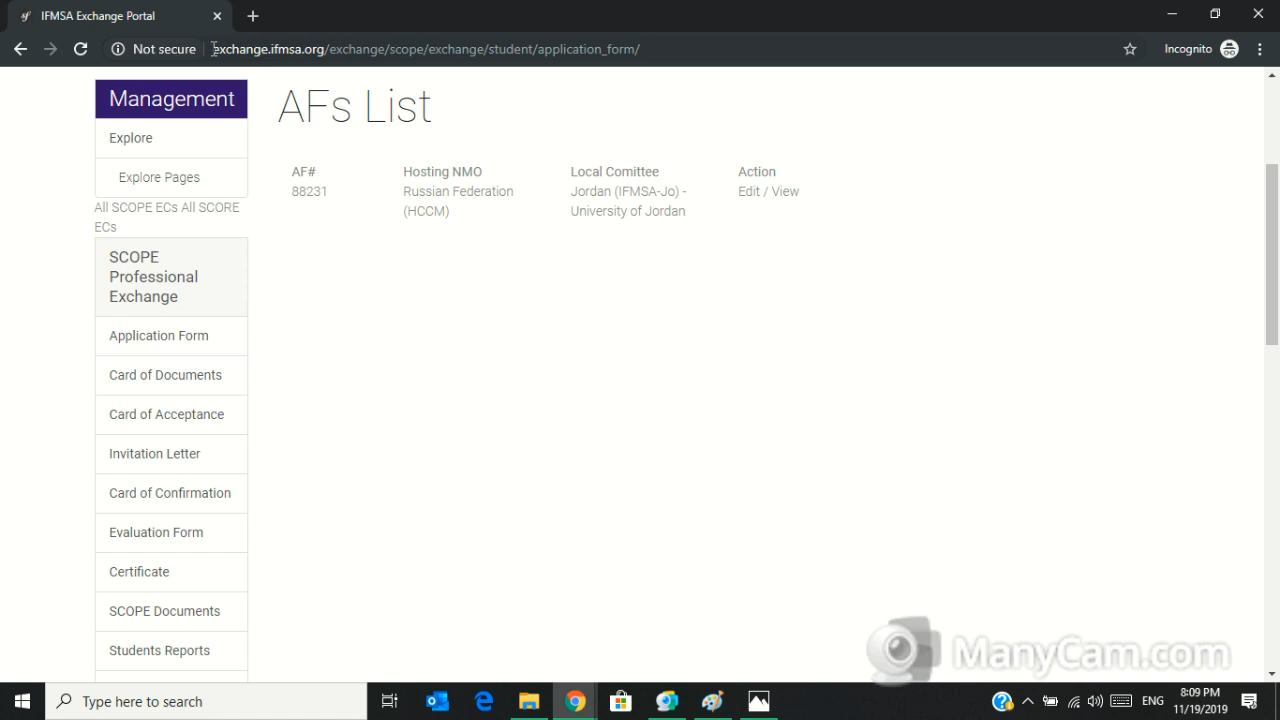 IFMSA Exchange Portal
Not secure
exchange.ifmsa.org/exchange/scope/exchange/student/application_form/
Incognito
Management
Explore
Explore Pages
All SCOPE ECs All SCORE
ECs
SCOPE
Professional
Exchange
Application Form
Card of Documents
Card of Acceptance
Invitation Letter
Card of Confirmation
Evaluation Form
Certificate
SCOPE Documents
Students Reports
AFs List
AF# Hosting NMO Local Comittee Action
88231 Russian Federation Jordan (IFMSA-Jo) - Edit / View
(HCCM) University of Jordan
ManyCam.com
Type here to search
ENG
8:09 PM
11/19/2019